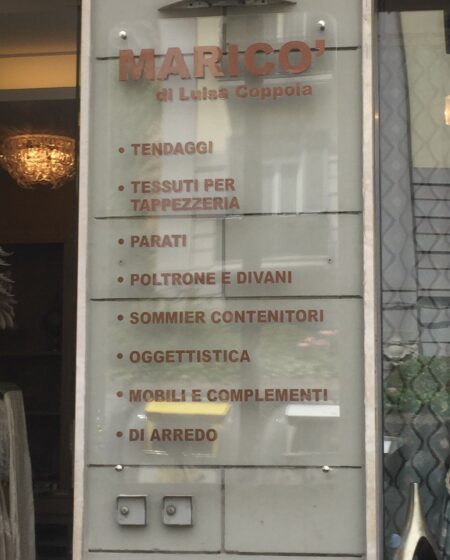 MARICO'
di Luisa Coppola
• TENDAGGI
• TESSUTI PER
TAPPEZZERIA
• PARATI
• POLTRONE E DIVANI
• SOMMIER CONTENITORI
• OGGETTISTICA
• MOBILI E COMPLEMENTI
• DI ARREDO